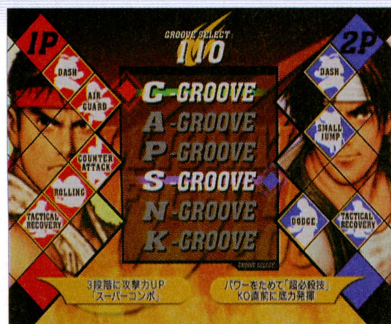 GROOVE SELECT
1P
2P
DASH
AIR
GUARD
COUNTER
ATTACK
ROLLING
TACTICAL
RECOVERY
C-GROOVE
A-GROOVE
P-GROOVE
S-GROOVE
N-GROOVE
K-GROOVE
GROOVE SELECT
DASH
SMALL
JUMP
DODGE
TACTICAL
RECOVERY
3段階に攻撃力UP
「スーパーコンボ」
パワーをためて「超必殺技」
KO直前に底力発揮